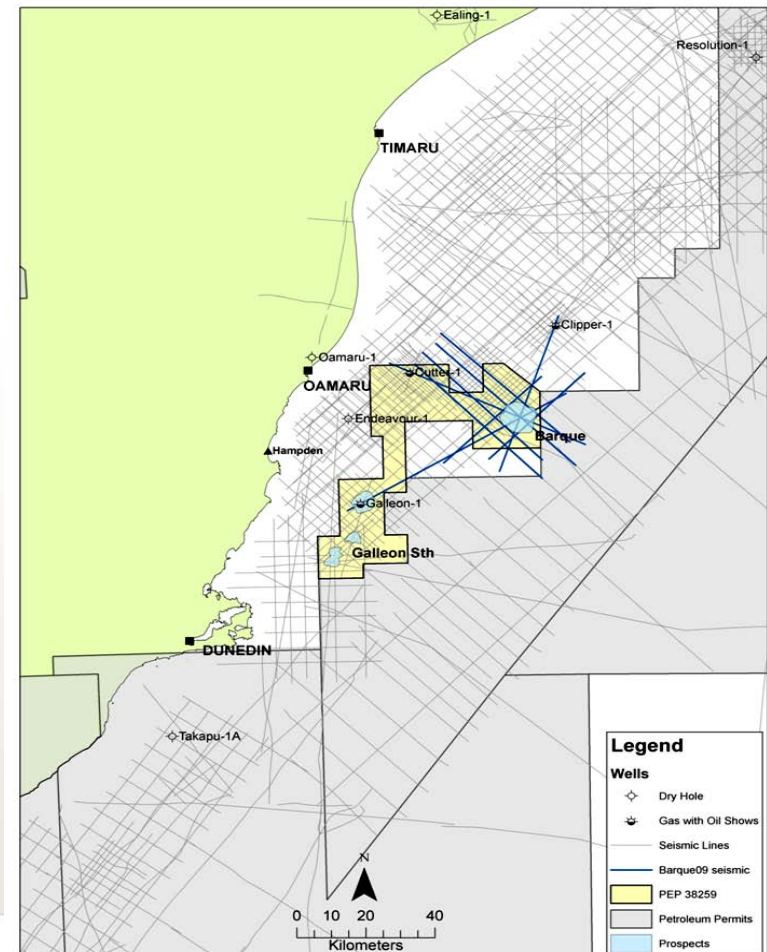 Ealing-1
Resolution-1
TIMARU
Clipper-1
Oamaru-1
Cutter-1
OAMARU
Endeavour-1
Barque
Hampden
Galleon-1
Galleon Sth
DUNEDIN
Takapu-1A
Legend
Wells
Dry Hole
Gas with Oil Shows
Seismic Lines
Barque09 seismic
PEP 38259
Petroleum Permits
Prospects
N
0 10 20 40
Kilometers